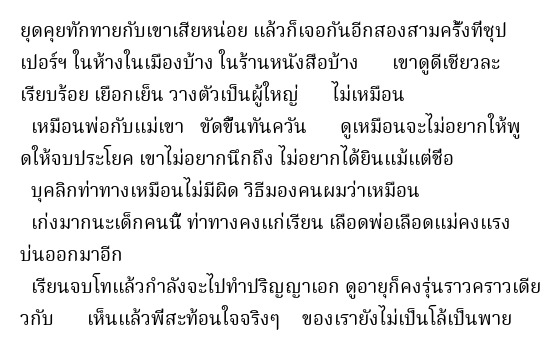 ยุดคุยทักทายกับเขาเสียหน่อย แล้วก็เจอกันอีกสองสามครั้งที่ซุป
เปอร์ฯ ในห้างในเมืองบ้าง ในร้านหนังสือบ้าง เขาดูดีเชียวละ
เรียบร้อย เยือกเย็น วางตัวเป็นผู้ใหญ่ ไม่เหมือน
เหมือนพ่อกับแม่เขา ขัดขึ้นทันควัน ดูเหมือนจะไม่อยากให้พู
ดให้จบประโยค เขาไม่อยากนึกถึง ไม่อยากได้ยินแม้แต่ชื่อ
บุคลิกท่าทางเหมือนไม่มีผิด วิธีมองคนผมว่าเหมือน
เก่งมากนะเด็กคนนี้ ท่าทางคงแก่เรียน เลือดพ่อเลือดแม่คงแรง
บ่นออกมาอีก
เรียนจบโทแล้วกำลังจะไปทำปริญญาเอก ดูอายุก็คงรุ่นราวคราวเดีย
วกับ เห็นแล้วพี่สะท้อนใจจริงๆ ของเรายังไม่เป็นโล้เป็นพาย